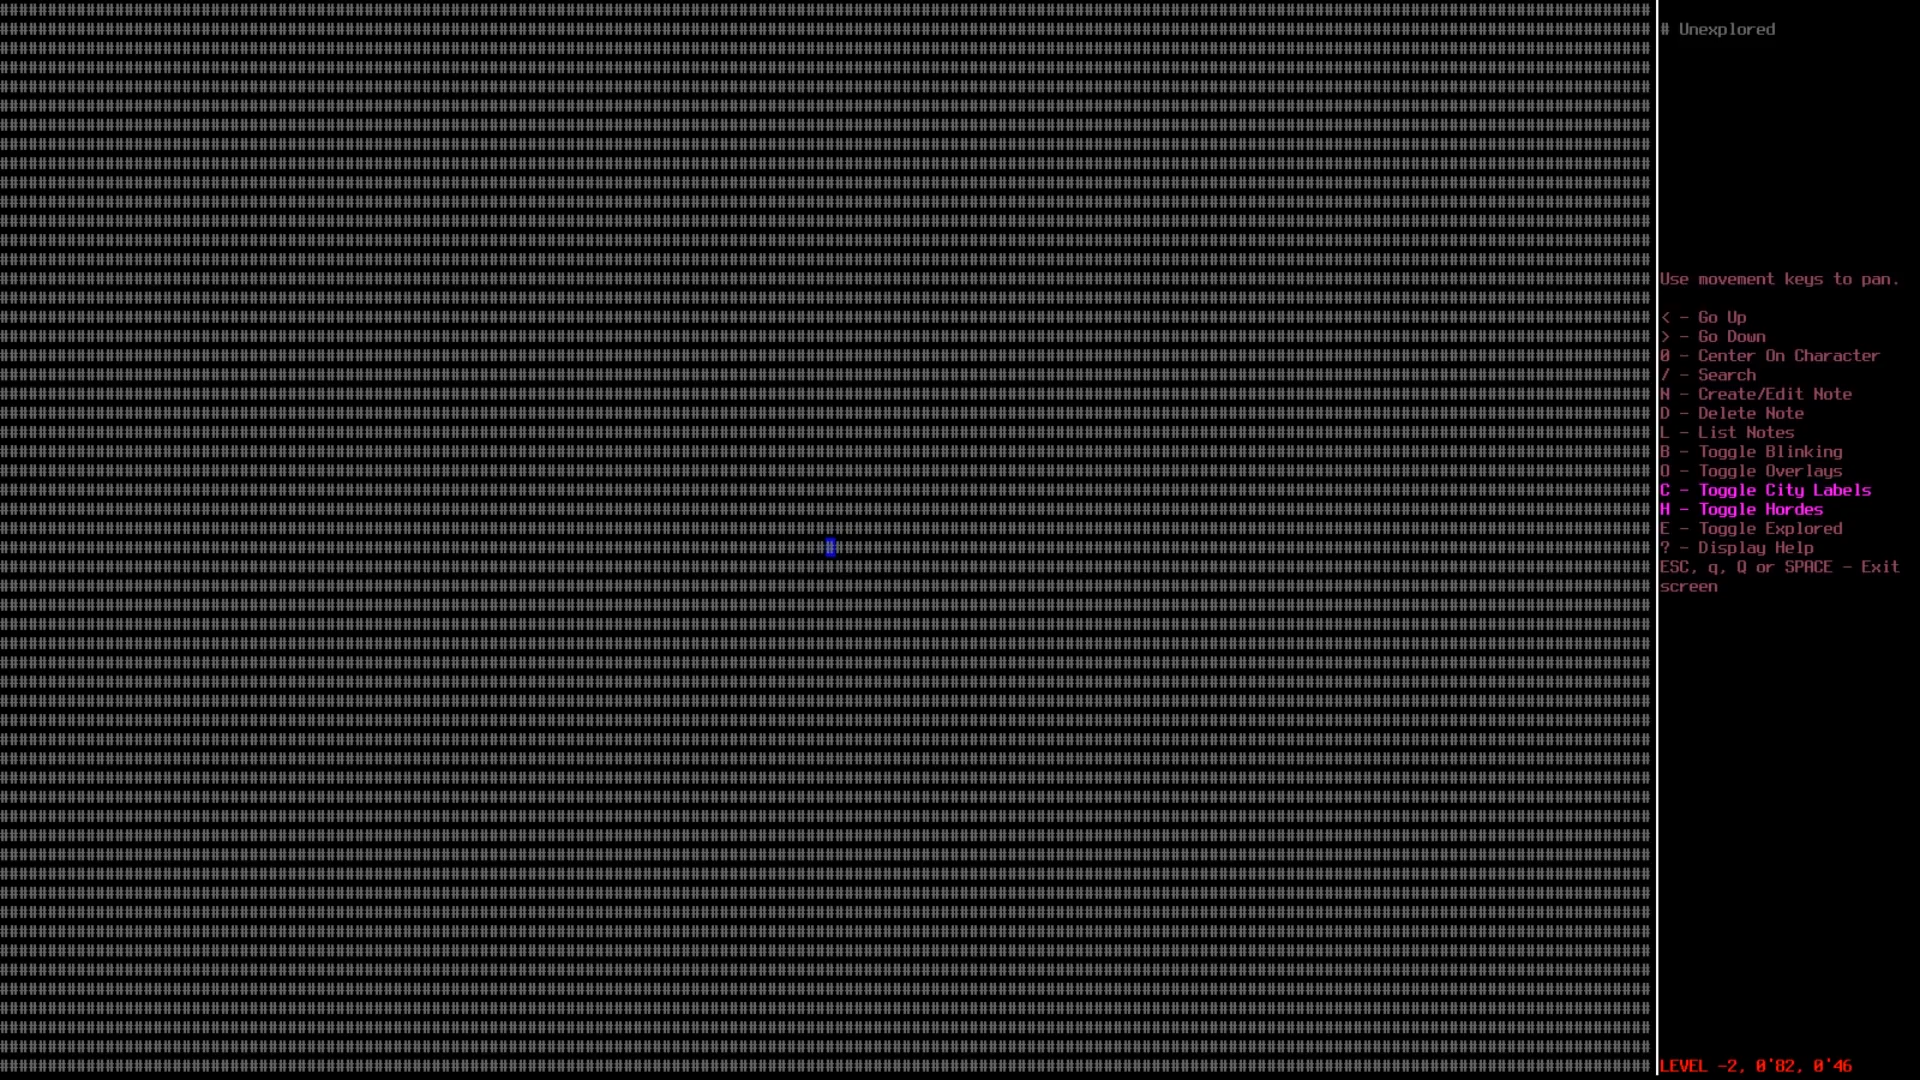 # Unexplored
Use movement keys to pan.
< - Go Up
> - Go Down
0 - Center On Character
/ - Search
N - Create/Edit Note
D - Delete Note
L - List Notes
B - Toggle Blinking
O - Toggle Overlays
C - Toggle City Labels
H - Toggle Hordes
E - Toggle Explored
? - Display Help
ESC, q, Q or SPACE - Exit
screen
LEVEL -2, 0'82, 0'46